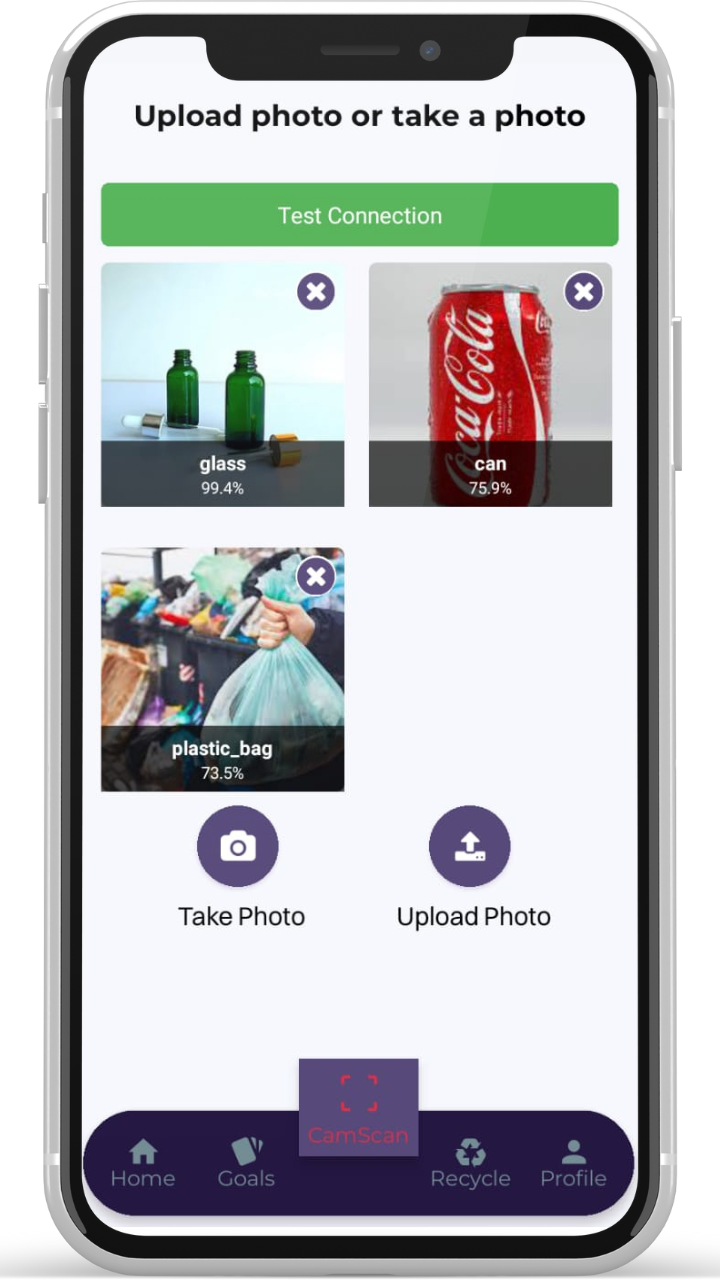 Upload photo or take a photo
Test Connection
Coca-Cola
glass
99.4%
can
75.9%
plastic_bag
73.5%
Take Photo
Upload Photo
CamScan
Home
Goals
Recycle
Profile